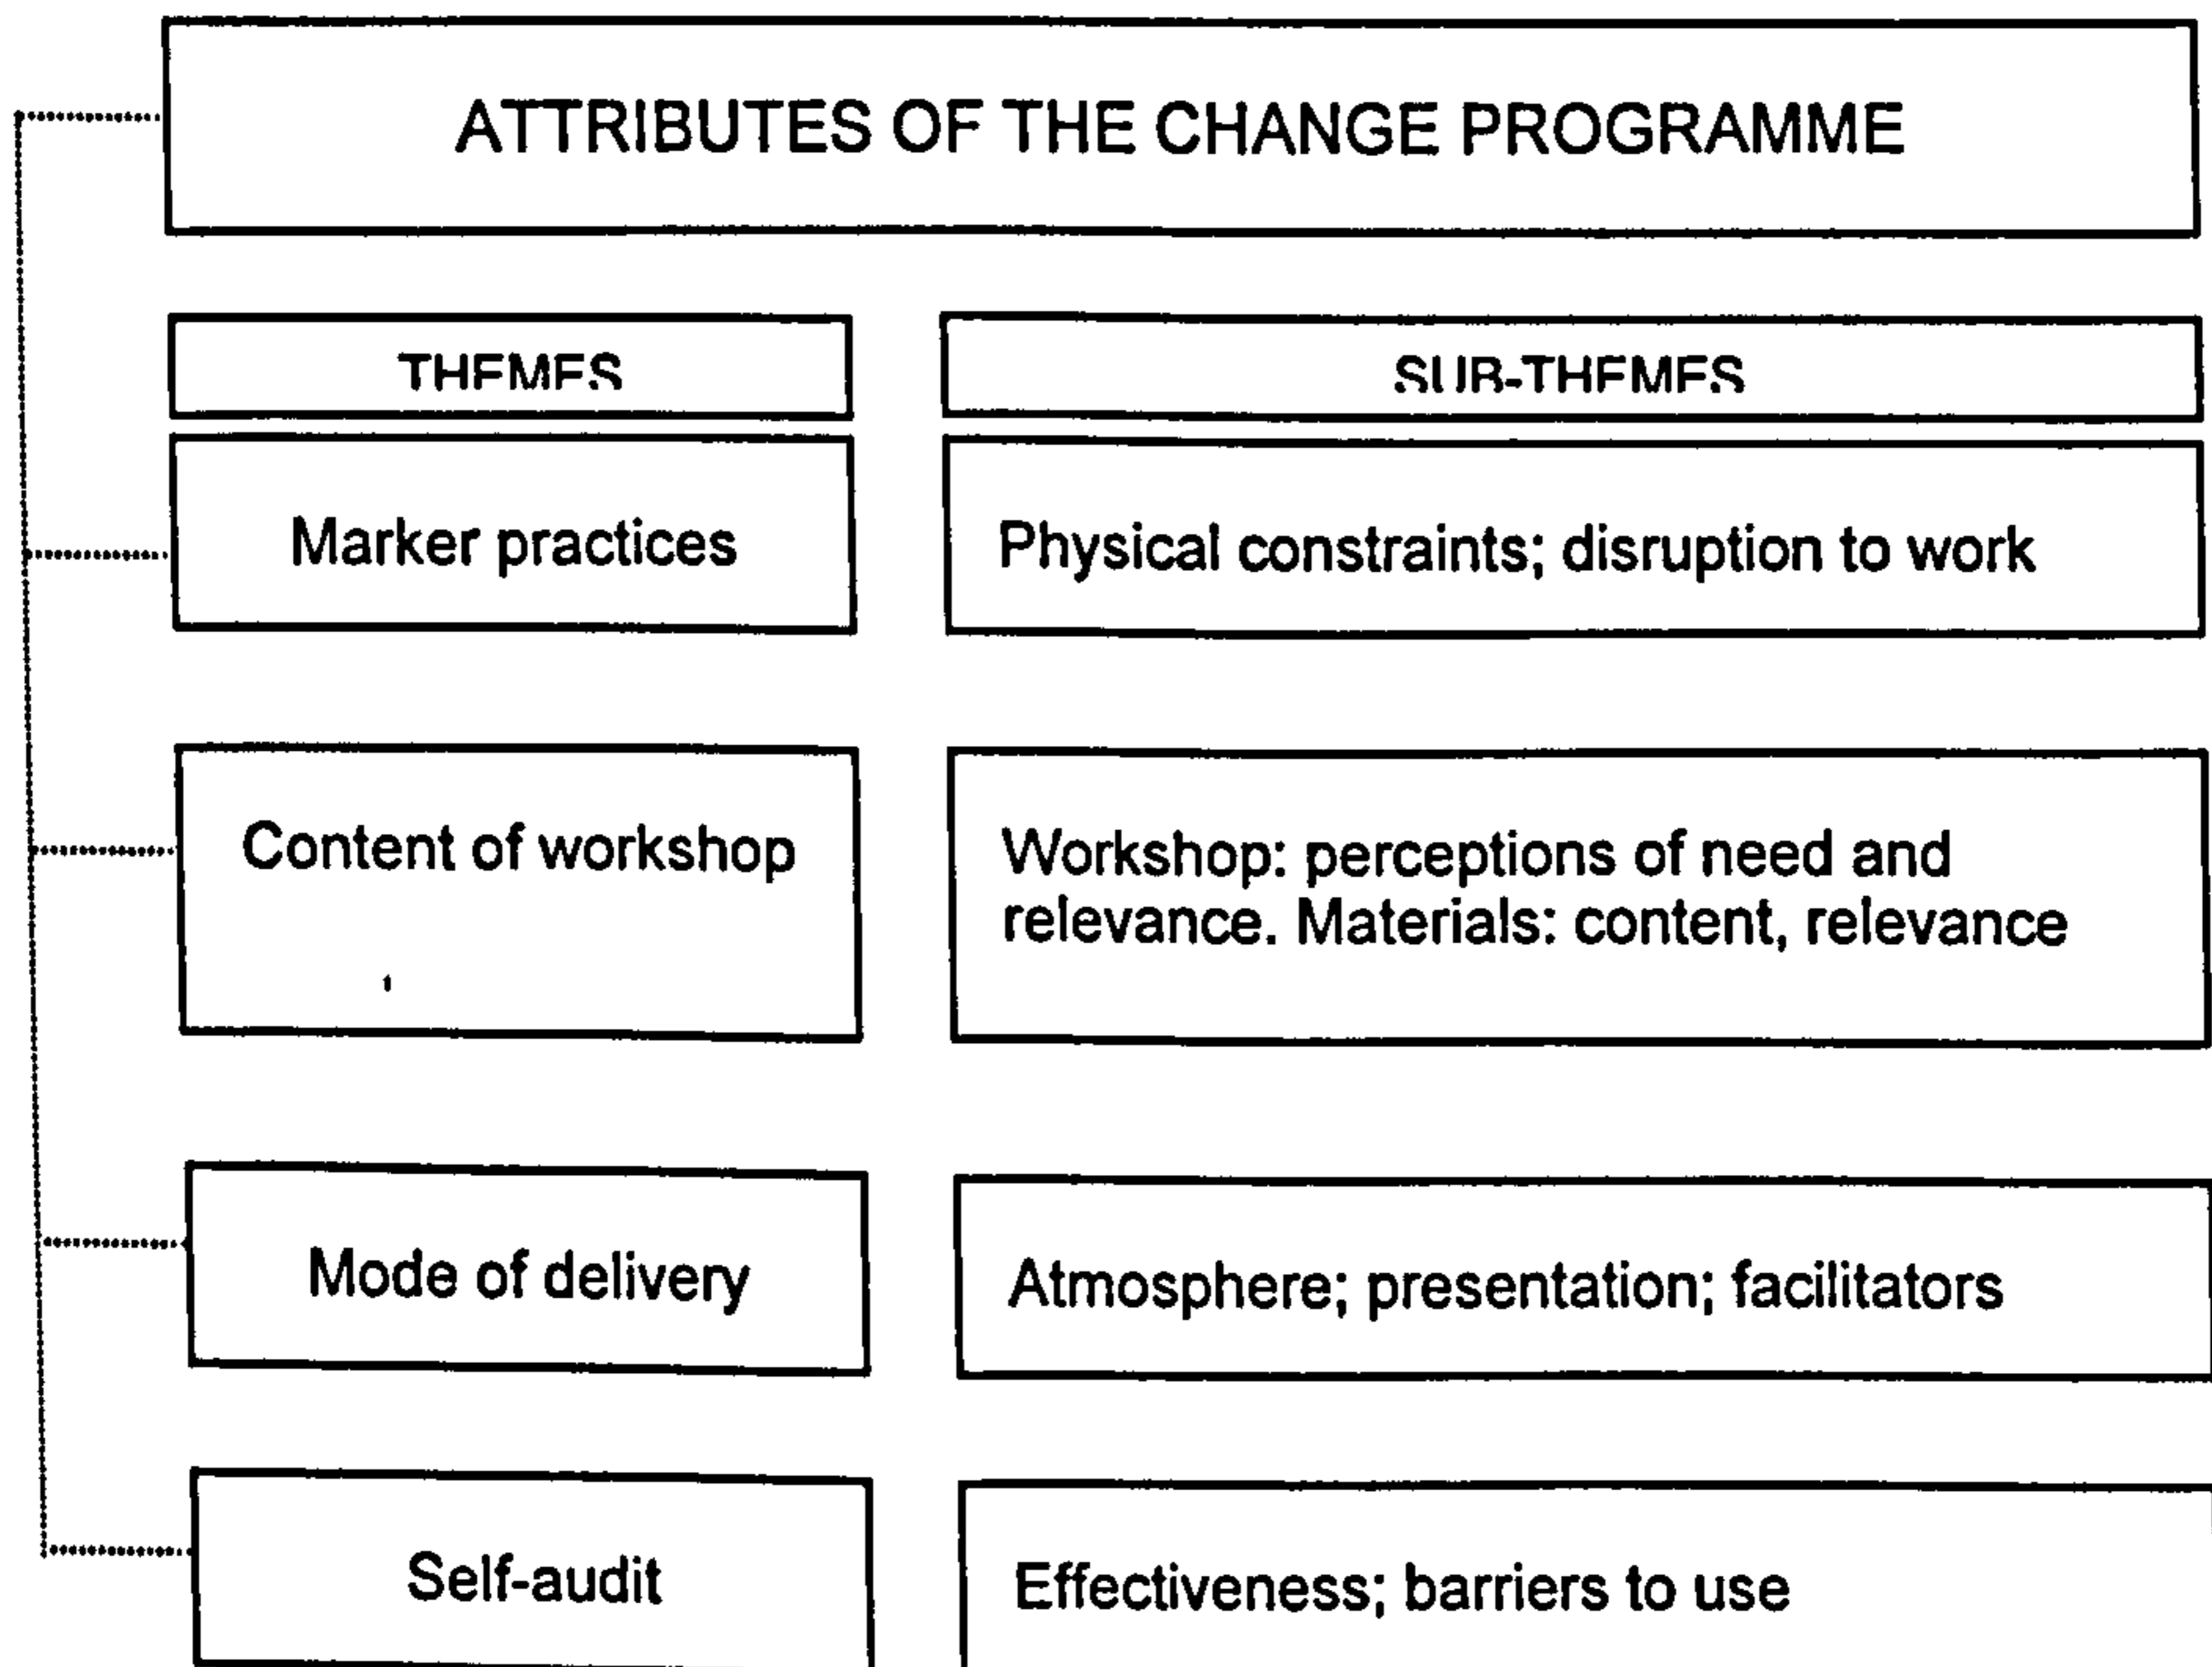 ATTRIBUTES OF THE CHANGE PROGRAMME
THEMES
SUB-THEMES
Marker practices
Physical constraints; disruption to work
Content of workshop
Workshop: perceptions of need and
relevance. Materials: content, relevance
Mode of delivery
Atmosphere; presentation; facilitators
Self-audit
Effectiveness; barriers to use